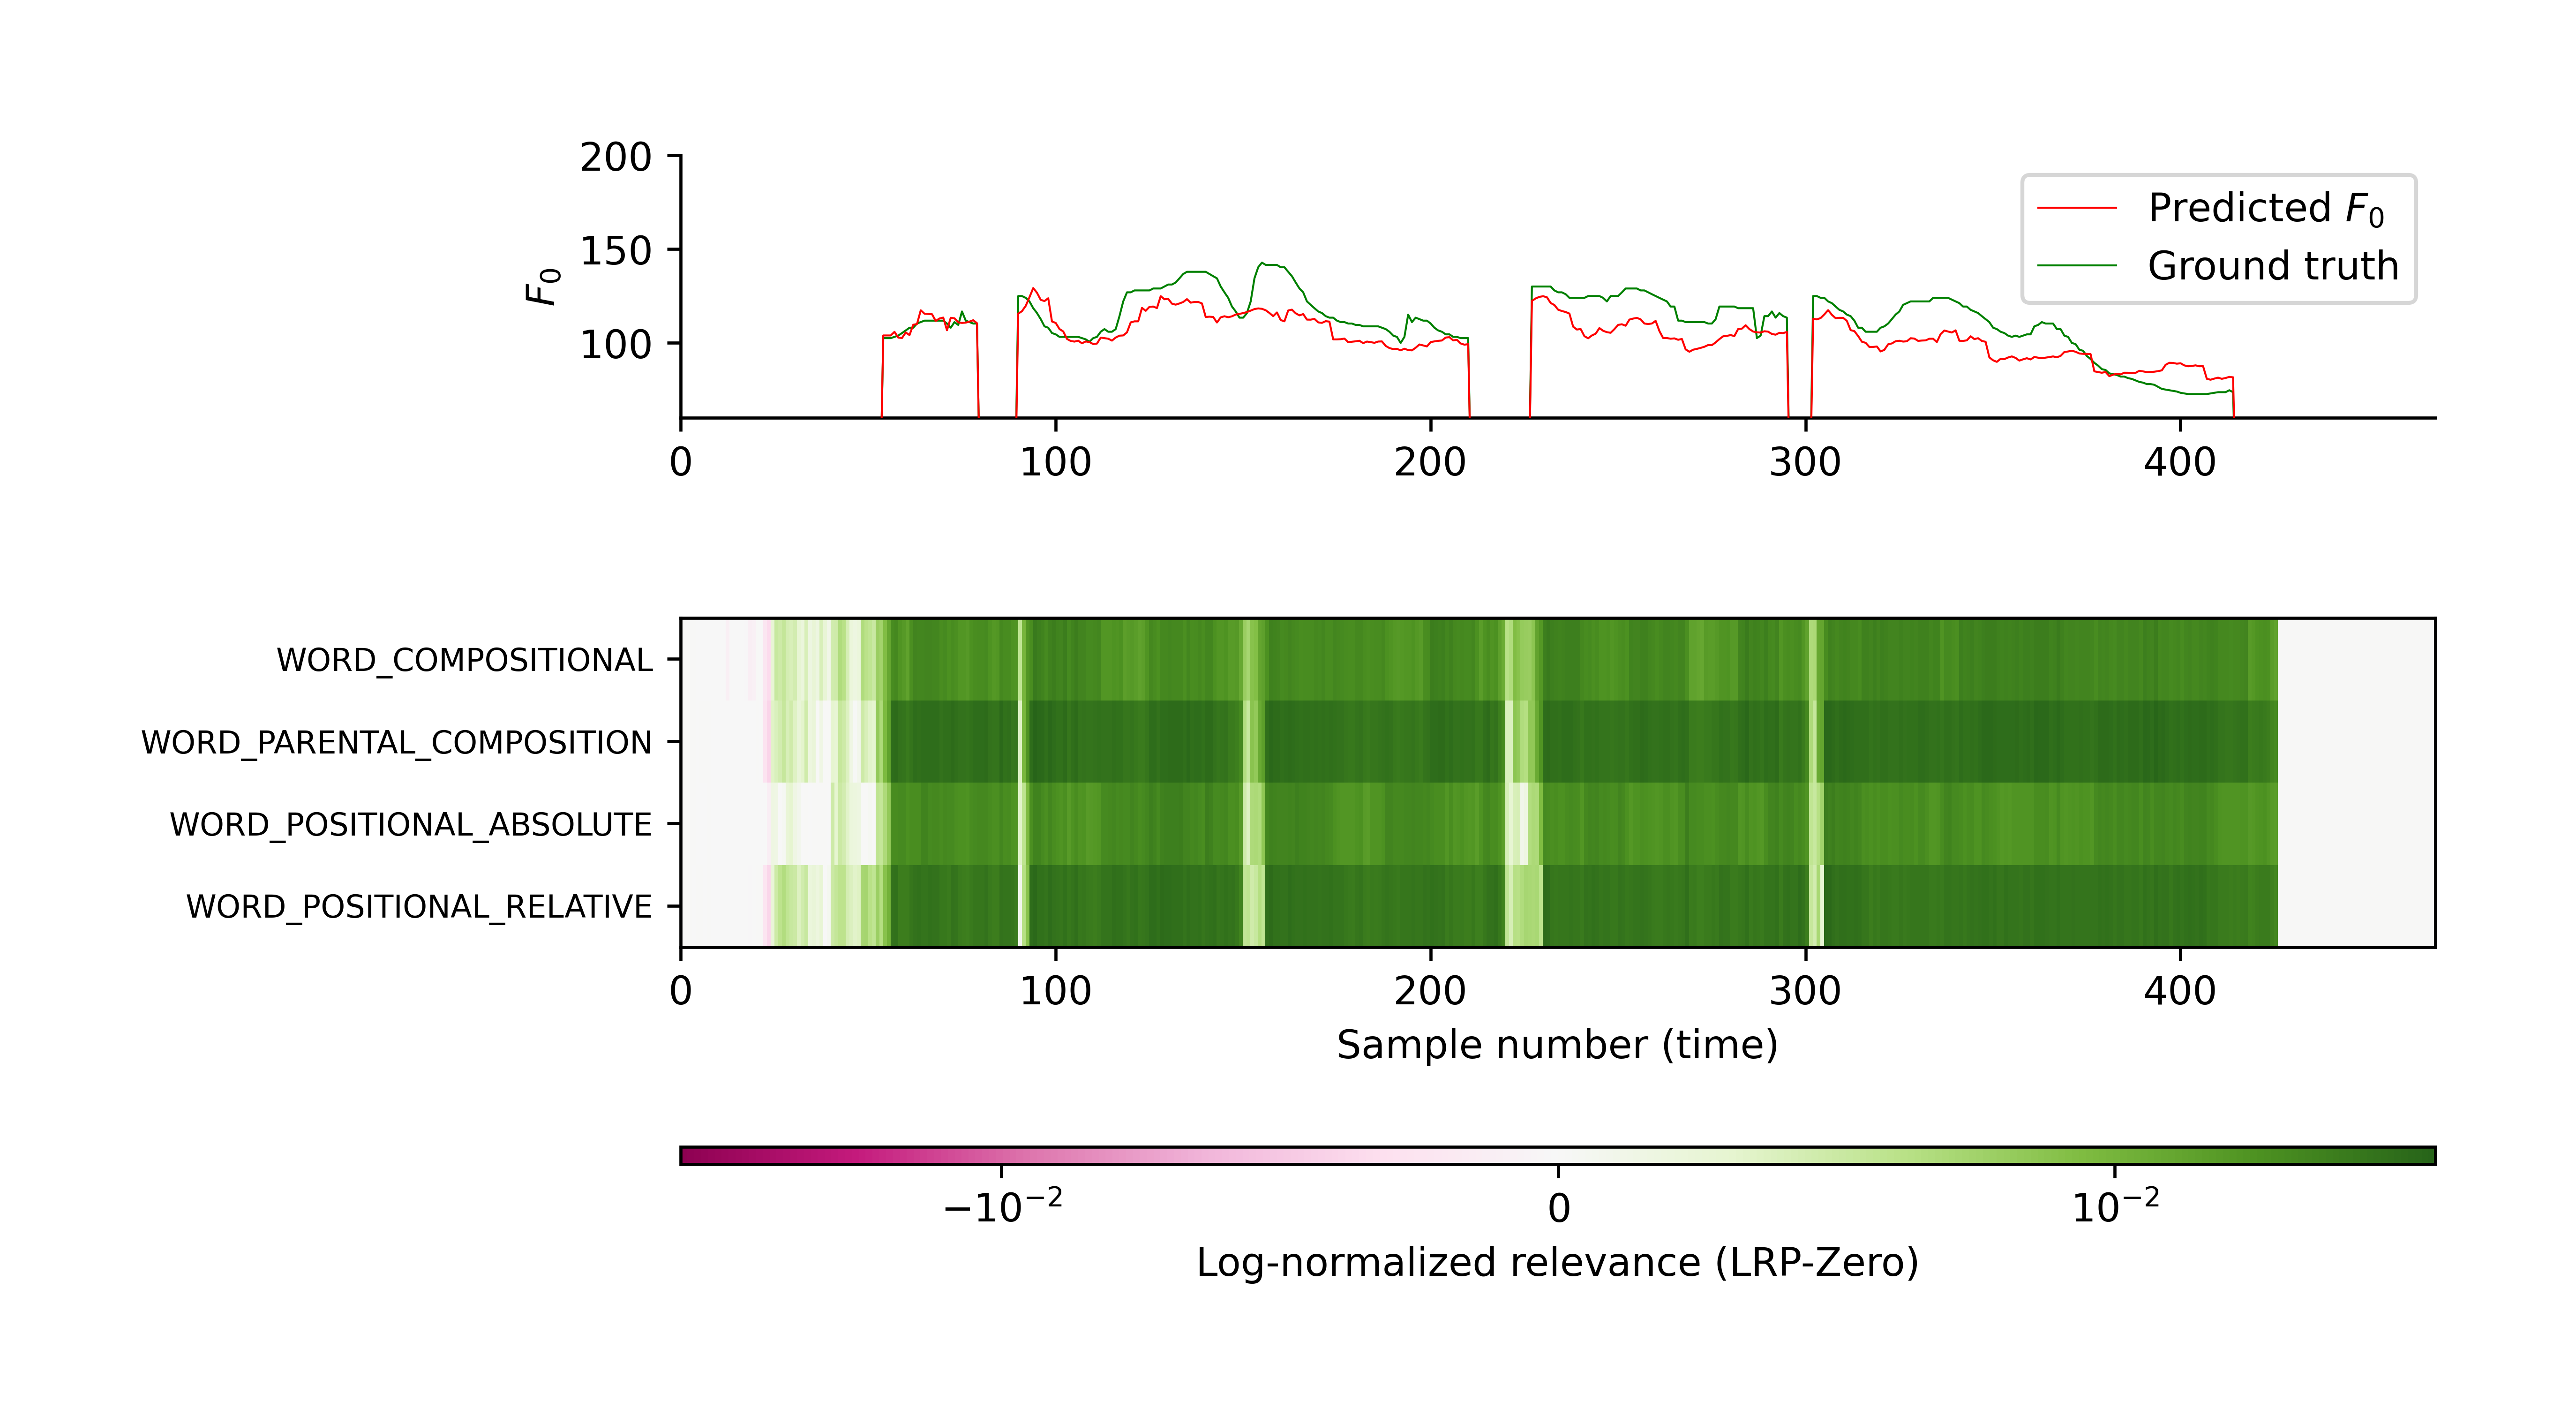 200
150
100
F₀
Predicted F₀
Ground truth
0 100 200 300 400
WORD_COMPOSITIONAL
WORD_PARENTAL_COMPOSITION
WORD_POSITIONAL_ABSOLUTE
WORD_POSITIONAL_RELATIVE
0 100 200 300 400
Sample number (time)
−10⁻² 0 10⁻²
Log-normalized relevance (LRP-Zero)